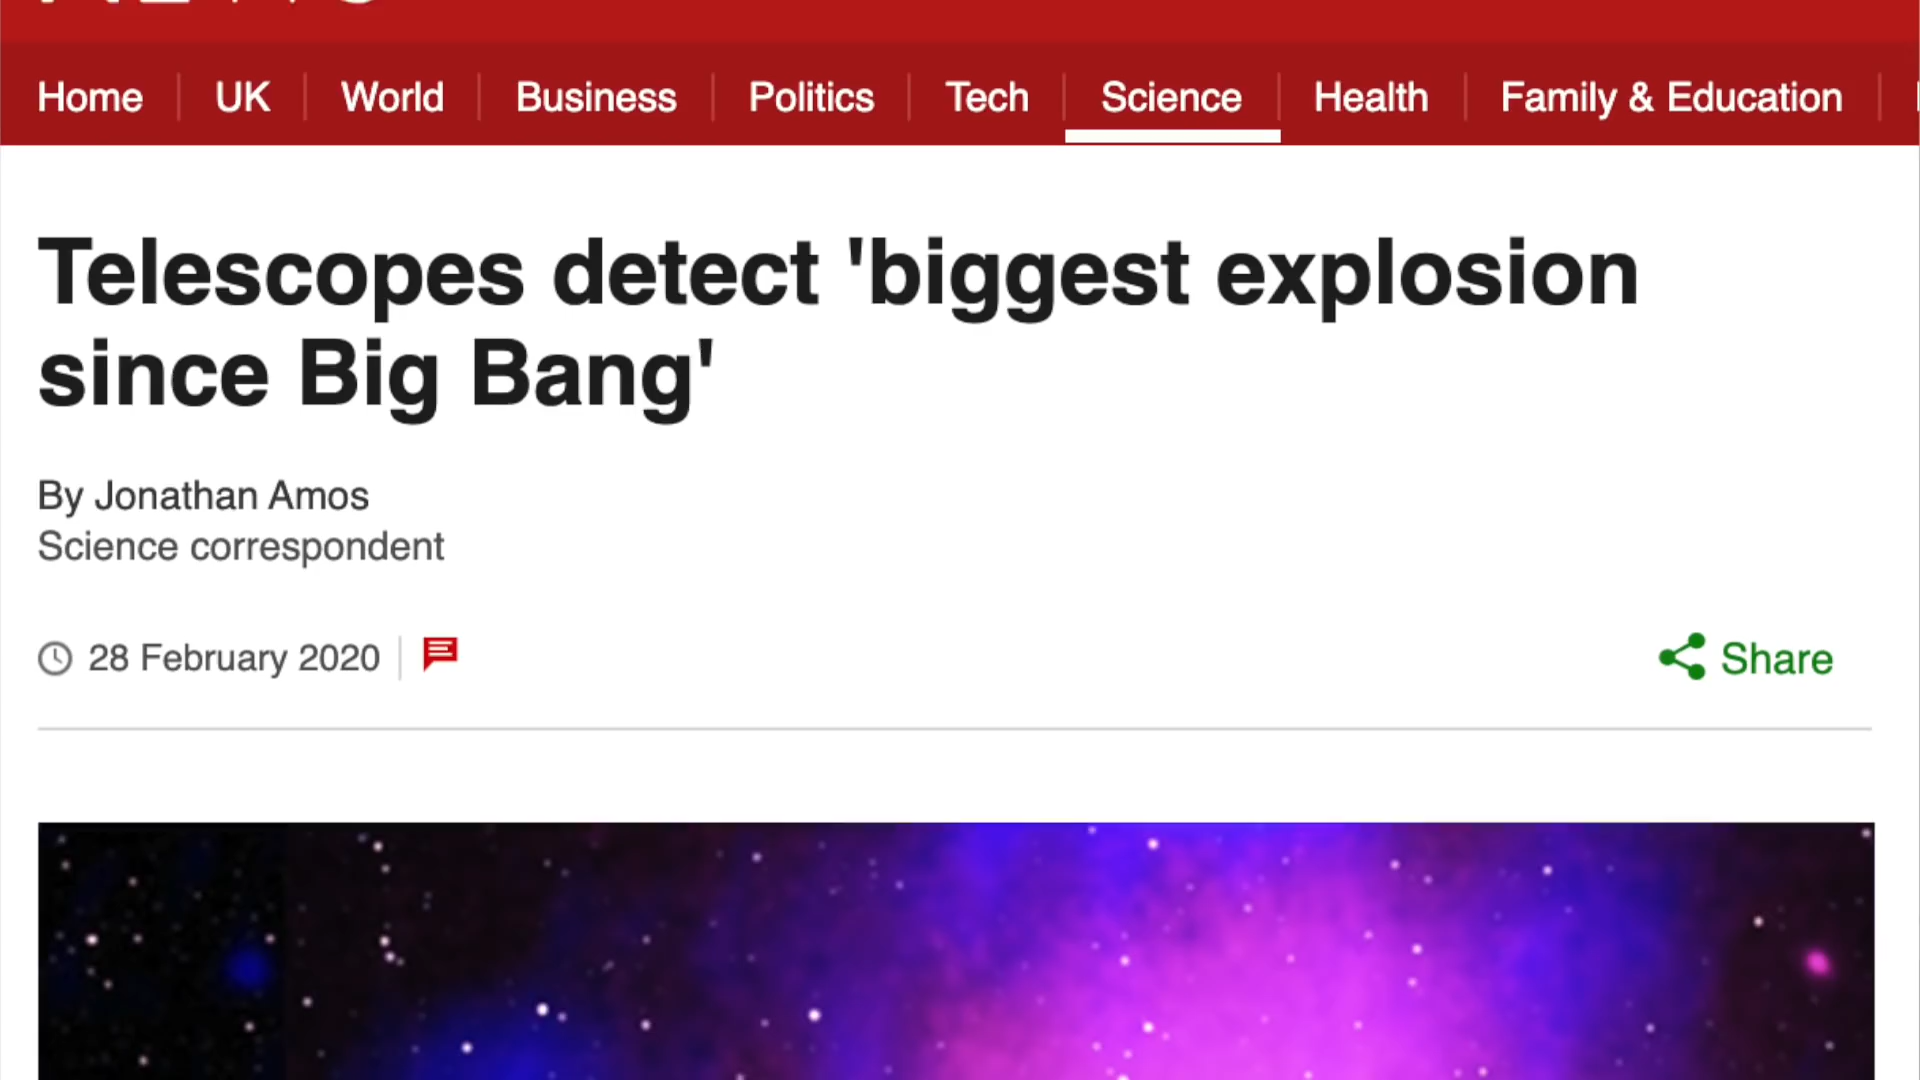 Home UK World Business Politics Tech Science Health Family & Education
Telescopes detect 'biggest explosion
since Big Bang'
By Jonathan Amos
Science correspondent
28 February 2020
Share